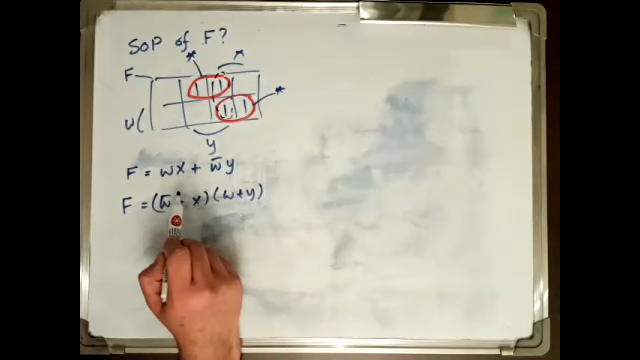 SOP of F?
* *
F
1 1
1 1 *
w
y
F = wx + w̅y
F = (w̅ x)(w+y)